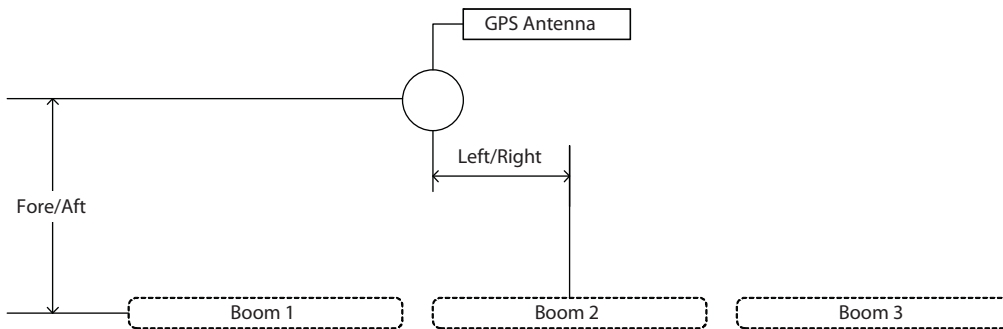 GPS Antenna
Left/Right
Fore/Aft
Boom 1
Boom 2
Boom 3